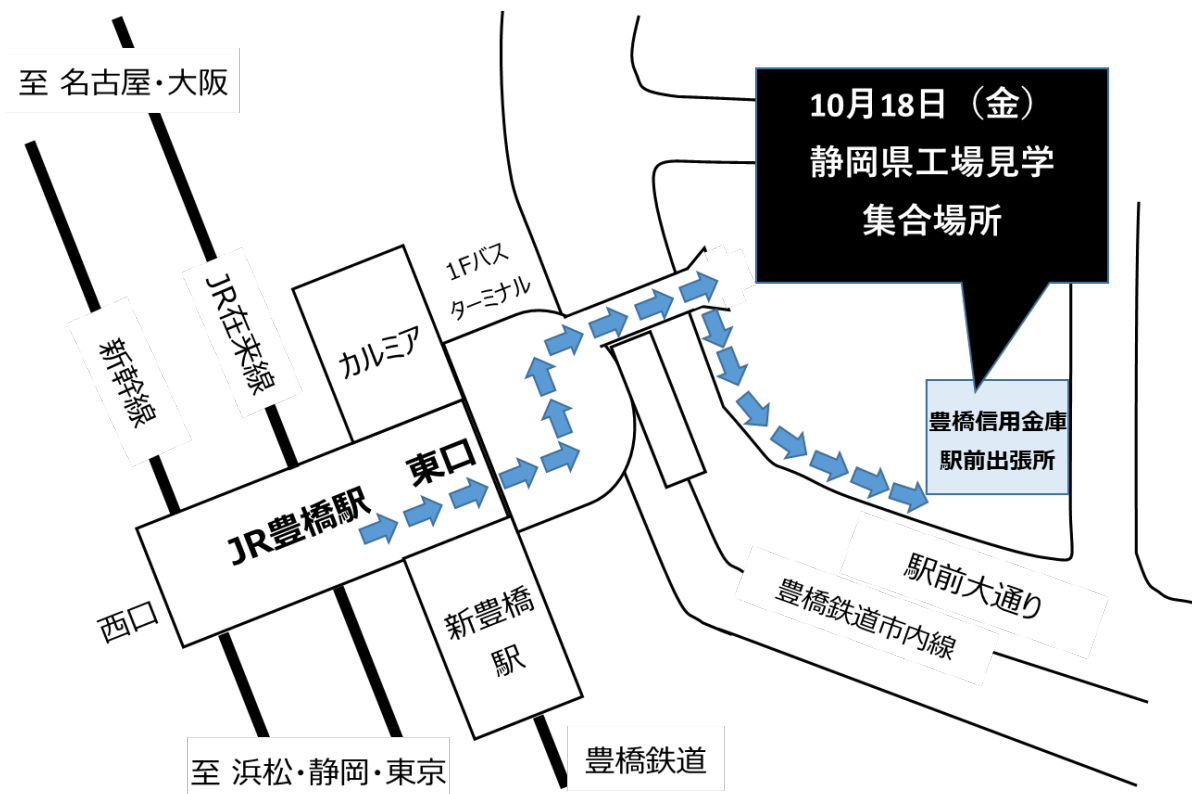 至 名古屋・大阪
10月18日（金）
静岡県工場見学
集合場所
1Fバス
ターミナル
JR在来線
新幹線
カルミア
豊橋信用金庫
駅前出張所
東口
JR豊橋駅
西口
新豊橋
駅
駅前大通り
豊橋鉄道市内線
豊橋鉄道
至 浜松・静岡・東京